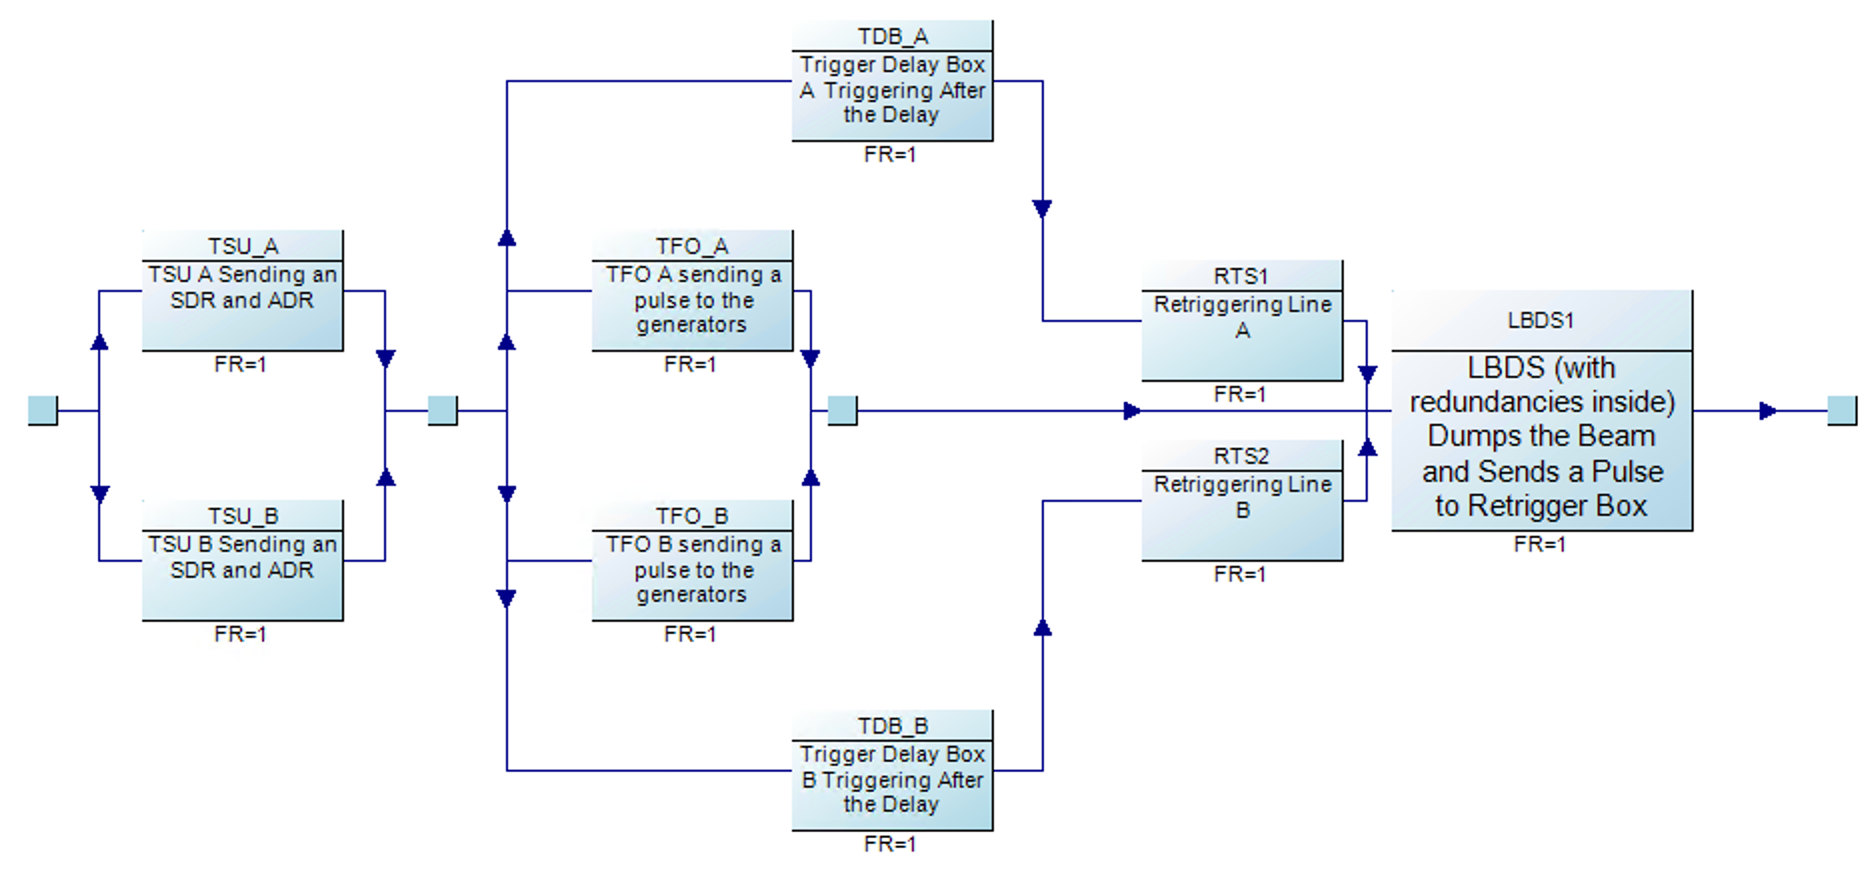 TDB_A
Trigger Delay Box
A Triggering After
the Delay
FR=1
TSU_A
TSU A Sending an
SDR and ADR
FR=1
TFO_A
TFO A sending a
pulse to the
generators
FR=1
RTS1
Retriggering Line
A
FR=1
LBDS1
LBDS (with
redundancies inside)
Dumps the Beam
and Sends a Pulse
to Retrigger Box
FR=1
RTS2
Retriggering Line
B
FR=1
TSU_B
TSU B Sending an
SDR and ADR
FR=1
TFO_B
TFO B sending a
pulse to the
generators
FR=1
TDB_B
Trigger Delay Box
B Triggering After
the Delay
FR=1